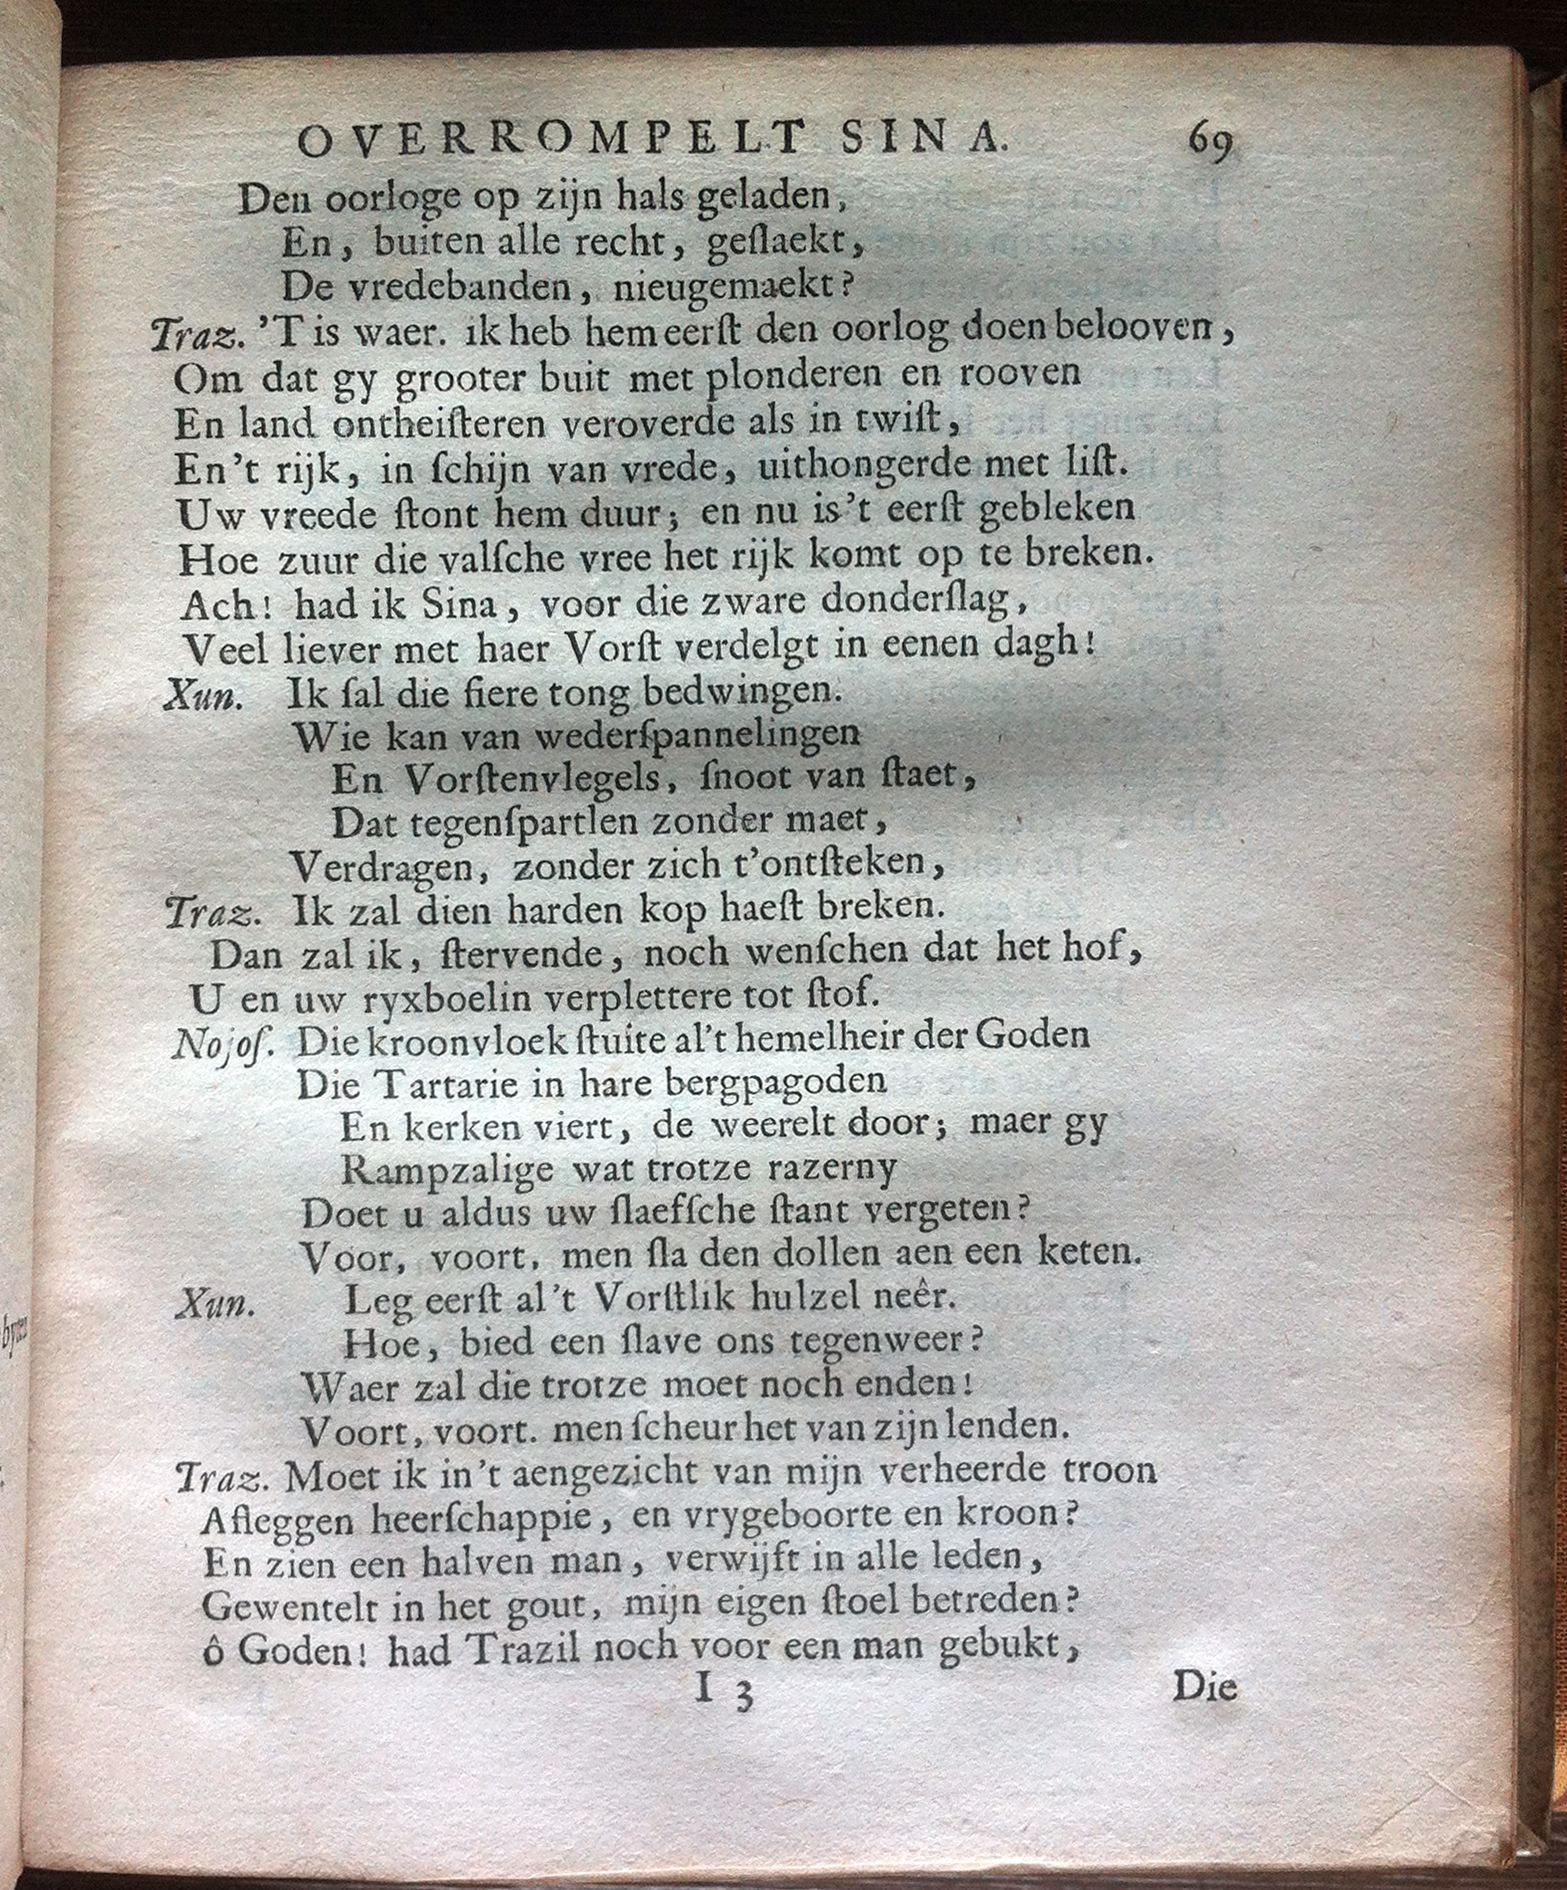 OVERROMPELT SINA. 69
Den oorloge op zijn hals geladen,
En, buiten alle recht, geſlaekt,
De vredebanden, nieugemaekt?
Traz. 'T is waer. ik heb hem eerſt den oorlog doen belooven,
Om dat gy grooter buit met plonderen en rooven
En land ontheiſteren veroverde als in twiſt,
En 't rijk, in ſchijn van vrede, uithongerde met liſt.
Uw vreede ſtont hem duur; en nu is 't eerſt gebleken
Hoe zuur die valſche vree het rijk komt op te breken.
Ach! had ik Sina, voor die zware donderſlag,
Veel liever met haer Vorſt verdelgt in eenen dagh!
Xun. Ik ſal die fiere tong bedwingen.
Wie kan van wederſpannelingen
En Vorſtenvlegels, ſnoot van ſtaet,
Dat tegenſpartlen zonder maet,
Verdragen, zonder zich t'ontſteken,
Traz. Ik zal dien harden kop haeſt breken.
Dan zal ik, ſtervende, noch wenſchen dat het hof,
U en uw ryxboelin verplettere tot ſtof.
Nojoſ. Die kroonvloek ſtuite al't hemelheir der Goden
Die Tartarie in hare bergpagoden
En kerken viert, de weerelt door; maer gy
Rampzalige wat trotze razerny
Doet u aldus uw ſlaefſche ſtant vergeten?
Voor, voort, men ſla den dollen aen een keten.
Xun. Leg eerſt al 't Vorſtlik hulzel neêr.
Hoe, bied een ſlave ons tegenweer?
Waer zal die trotze moet noch enden!
Voort, voort. men ſcheur het van zijn lenden.
Traz. Moet ik in 't aengezicht van mijn verheerde troon
Afleggen heerſchappie, en vrygeboorte en kroon?
En zien een halven man, verwijft in alle leden,
Gewentelt in het gout, mijn eigen ſtoel betreden?
ô Goden! had Trazil noch voor een man gebukt,
I 3 Die